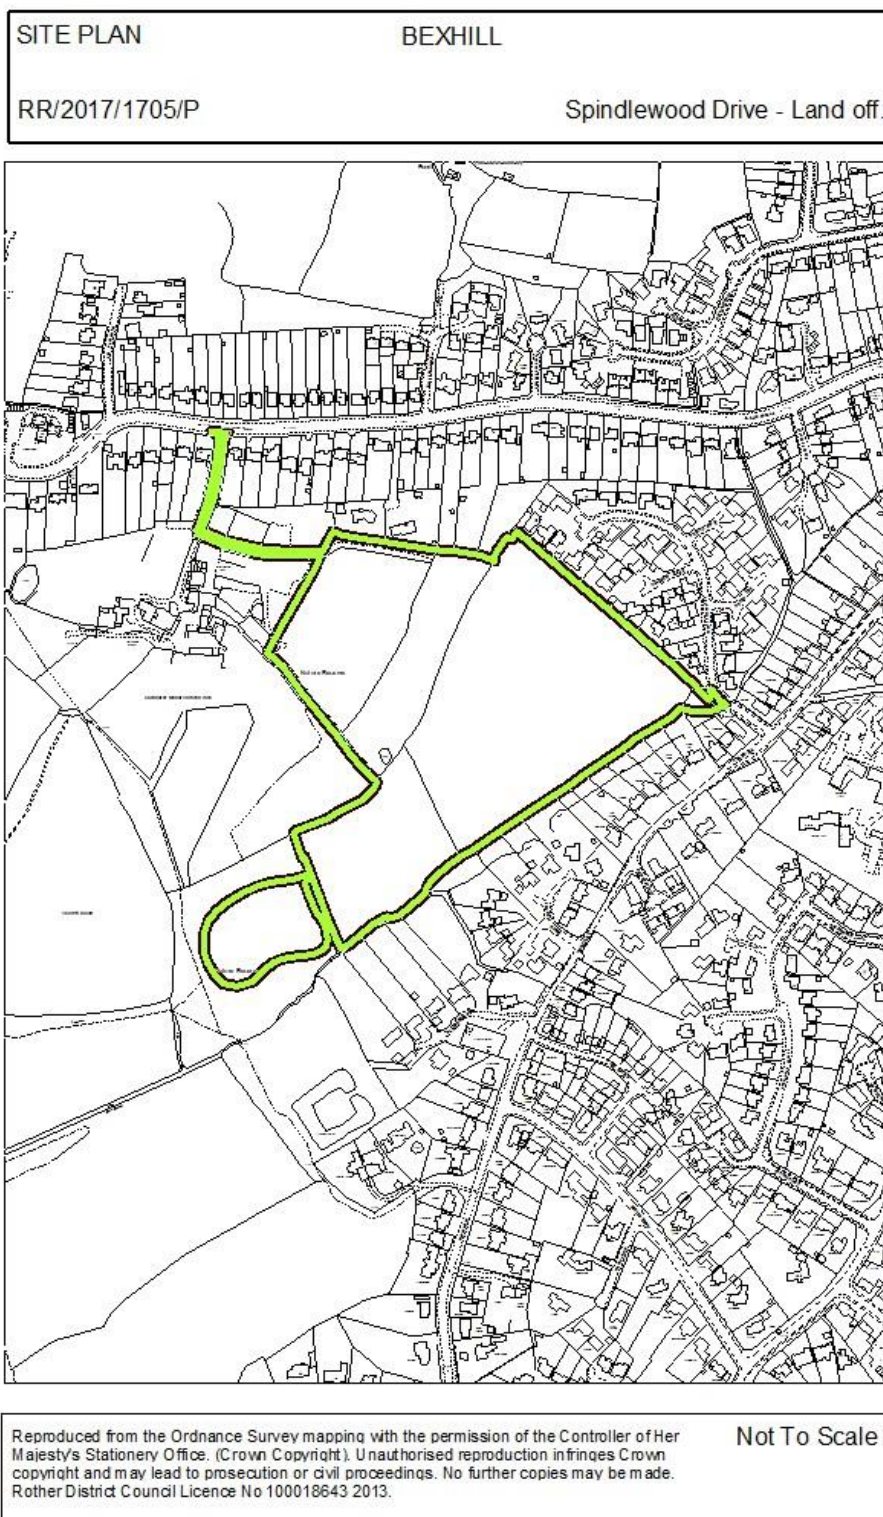 SITE PLAN
BEXHILL
RR/2017/1705/P
Spindlewood Drive - Land off.
Reproduced from the Ordnance Survey mapping with the permission of the Controller of Her
Majesty's Stationery Office. (Crown Copyright). Unauthorised reproduction infringes Crown
copyright and may lead to prosecution or civil proceedings. No further copies may be made.
Rother District Council Licence No 100018643 2013.
Not To Scale